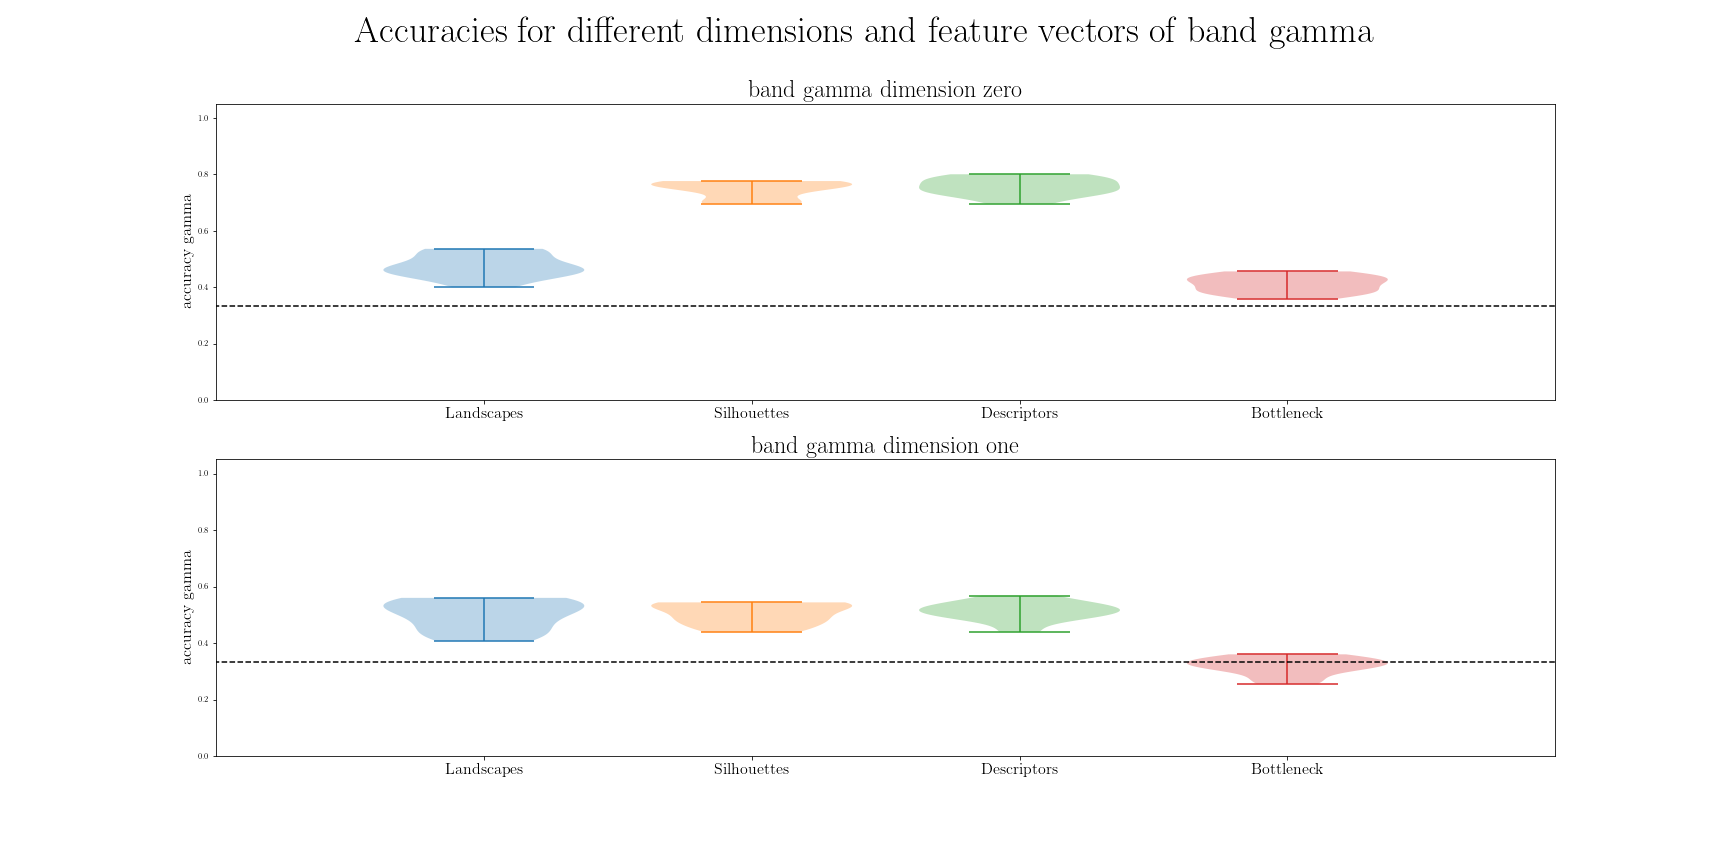 Accuracies for different dimensions and feature vectors of band gamma
band gamma dimension zero
accuracy gamma
1.0
0.8
0.6
0.4
0.2
0.0
Landscapes Silhouettes Descriptors Bottleneck
band gamma dimension one
accuracy gamma
1.0
0.8
0.6
0.4
0.2
0.0
Landscapes Silhouettes Descriptors Bottleneck